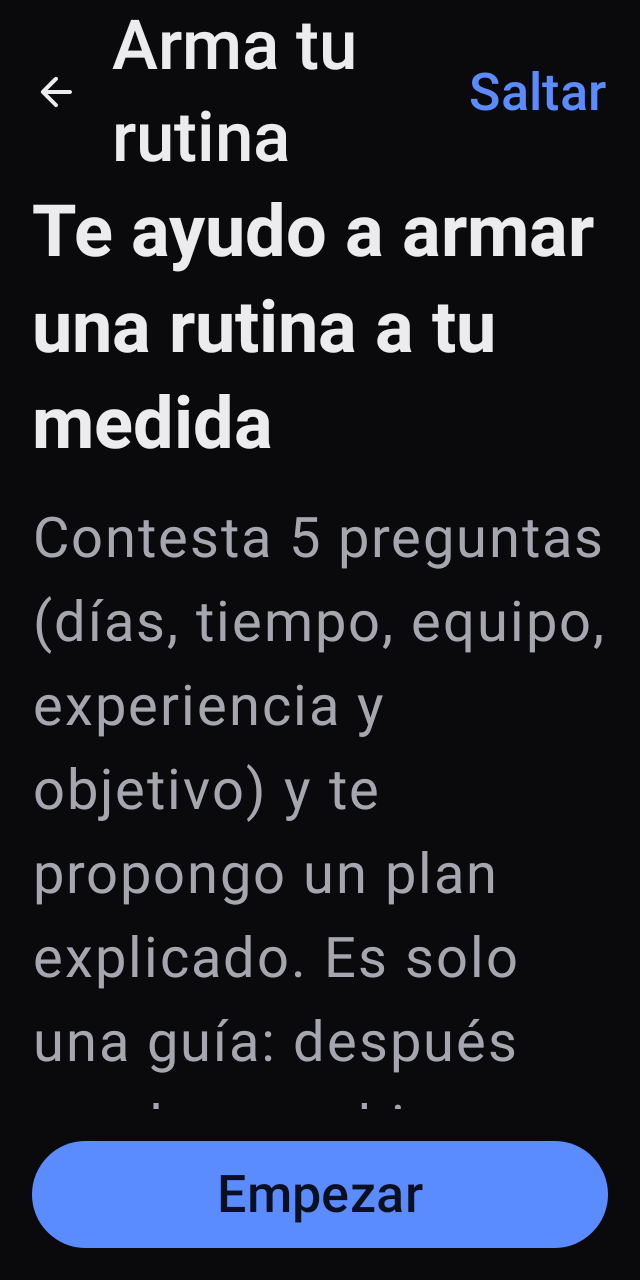 Arma tu
rutina
Saltar
Te ayudo a armar
una rutina a tu
medida
Contesta 5 preguntas
(días, tiempo, equipo,
experiencia y
objetivo) y te
propongo un plan
explicado. Es solo
una guía: después
Empezar